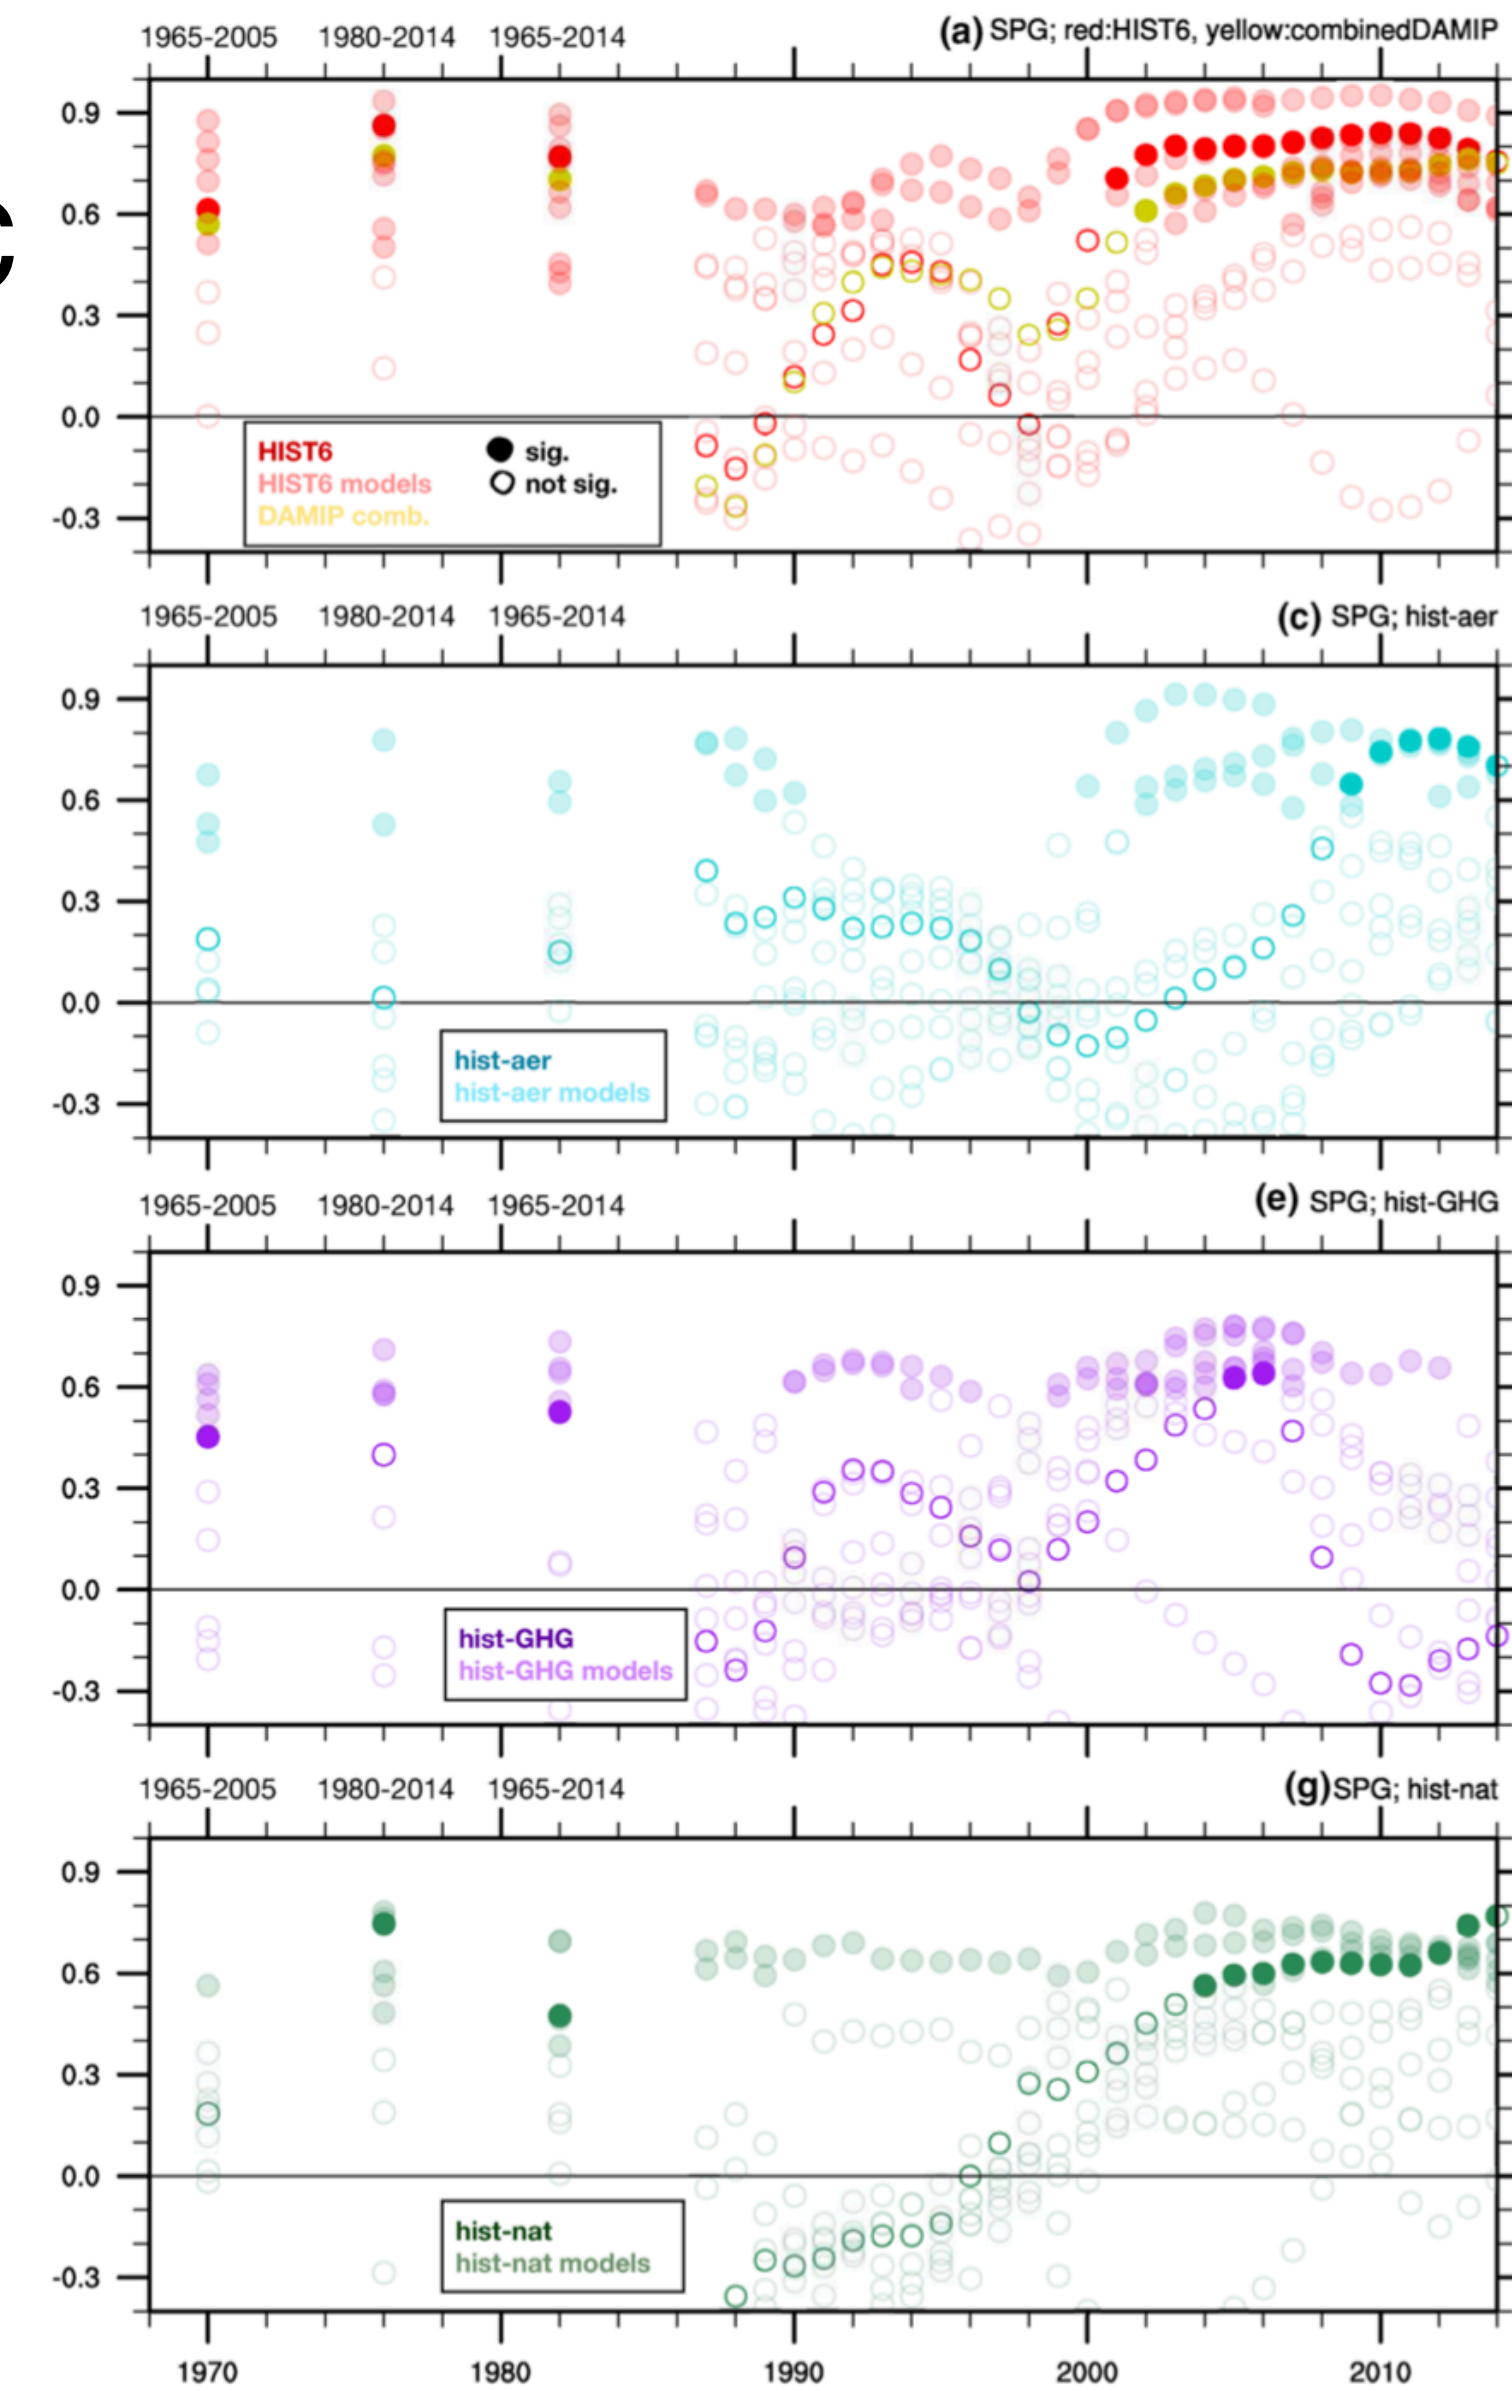 1965-2005 1980-2014 1965-2014 (a) SPG; red:HIST6, yellow:combinedDAMIP
0.9
0.6
0.3
0.0
-0.3
HIST6 sig.
HIST6 models not sig.
DAMIP comb.
1965-2005 1980-2014 1965-2014 (c) SPG; hist-aer
0.9
0.6
0.3
0.0
-0.3
hist-aer
hist-aer models
1965-2005 1980-2014 1965-2014 (e) SPG; hist-GHG
0.9
0.6
0.3
0.0
-0.3
hist-GHG
hist-GHG models
1965-2005 1980-2014 1965-2014 (g)SPG; hist-nat
0.9
0.6
0.3
0.0
-0.3
hist-nat
hist-nat models
1970 1980 1990 2000 2010